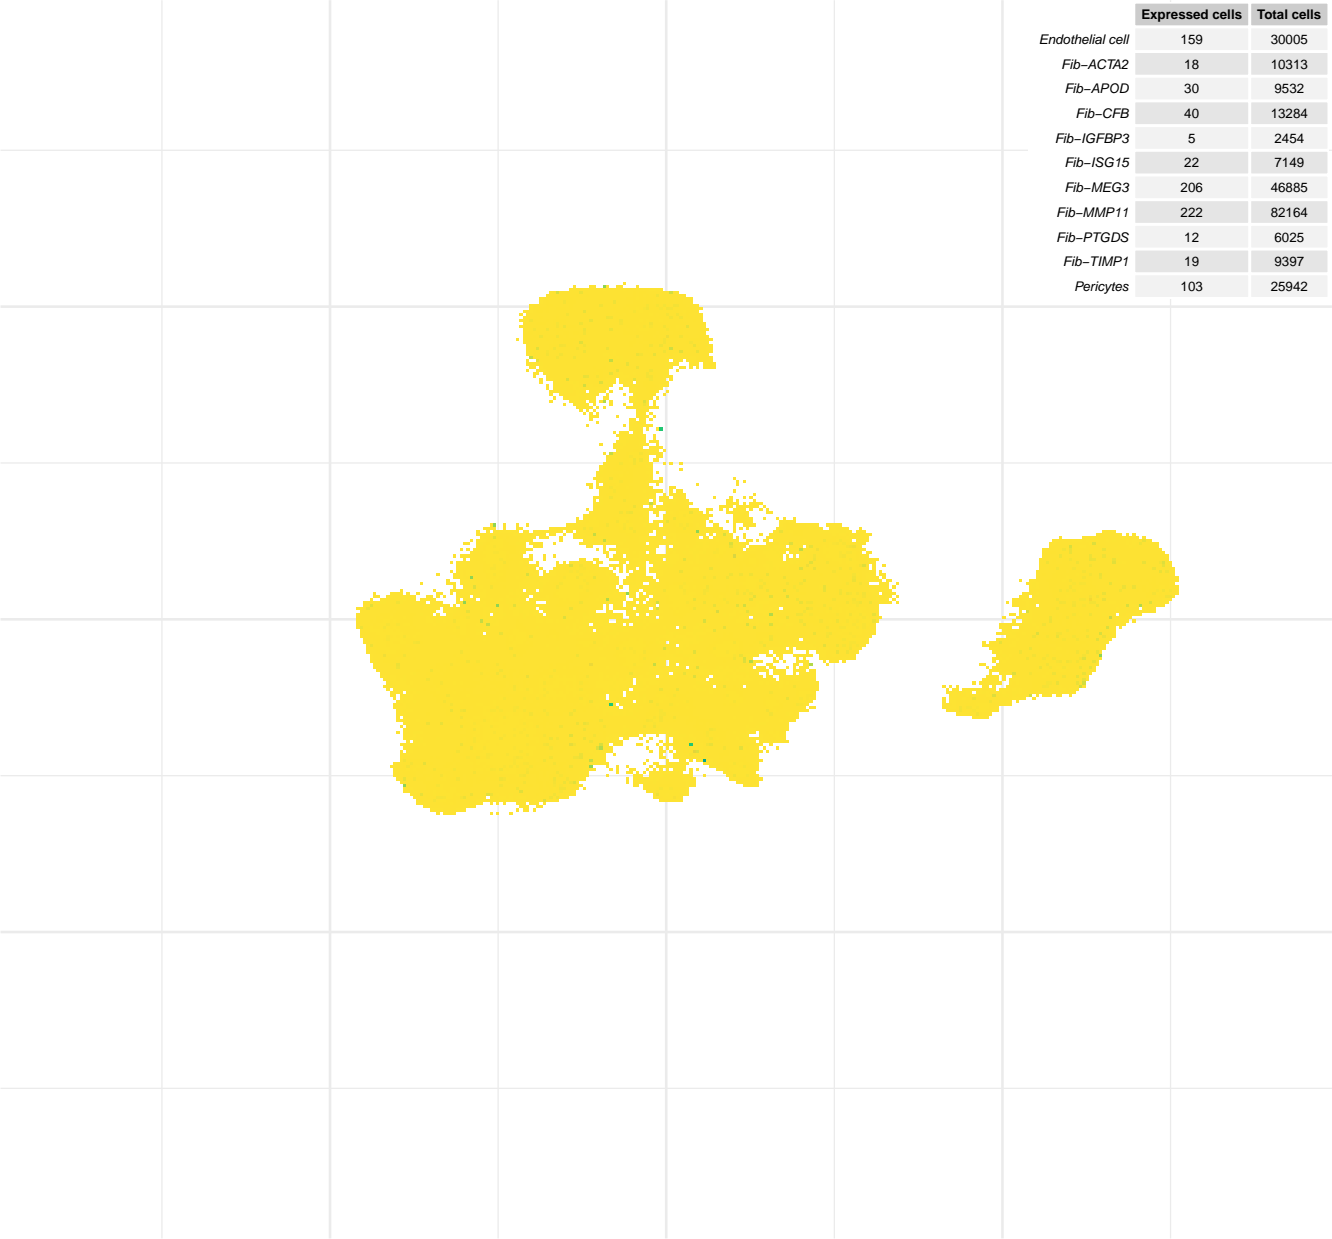 Expressed cells Total cells
Endothelial cell 159 30005
Fib−ACTA2 18 10313
Fib−APOD 30 9532
Fib−CFB 40 13284
Fib−IGFBP3 5 2454
Fib−ISG15 22 7149
Fib−MEG3 206 46885
Fib−MMP11 222 82164
Fib−PTGDS 12 6025
Fib−TIMP1 19 9397
Pericytes 103 25942